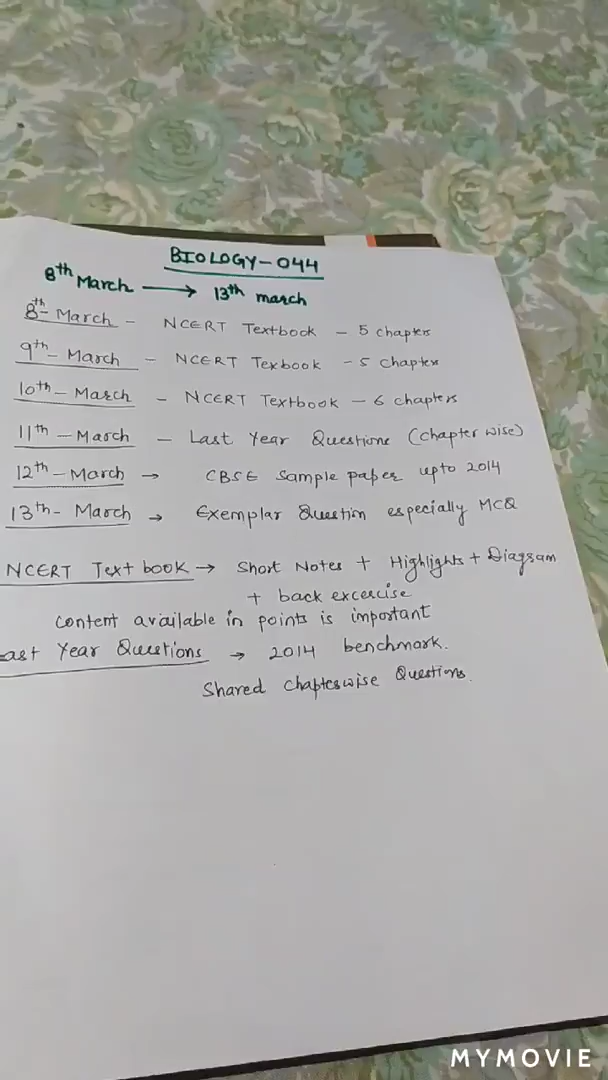 BIOLOGY-044
8th March → 13th march
8th March - NCERT Textbook - 5 chapters
9th - March - NCERT Texbook - 5 chapters
10th - March - NCERT Textbook - 6 chapters
11th - March - Last Year Questions (chapter wise)
12th - March → CBSE Sample paper upto 2014
13th - March → Exemplar Question especially MCQ
NCERT Text book → Short Notes + Highlights + Diagram
+ back excercise
Content available in points is important
Last Year Questions → 2014 benchmark.
Shared Chapterwise Questions.
MYMOVIE